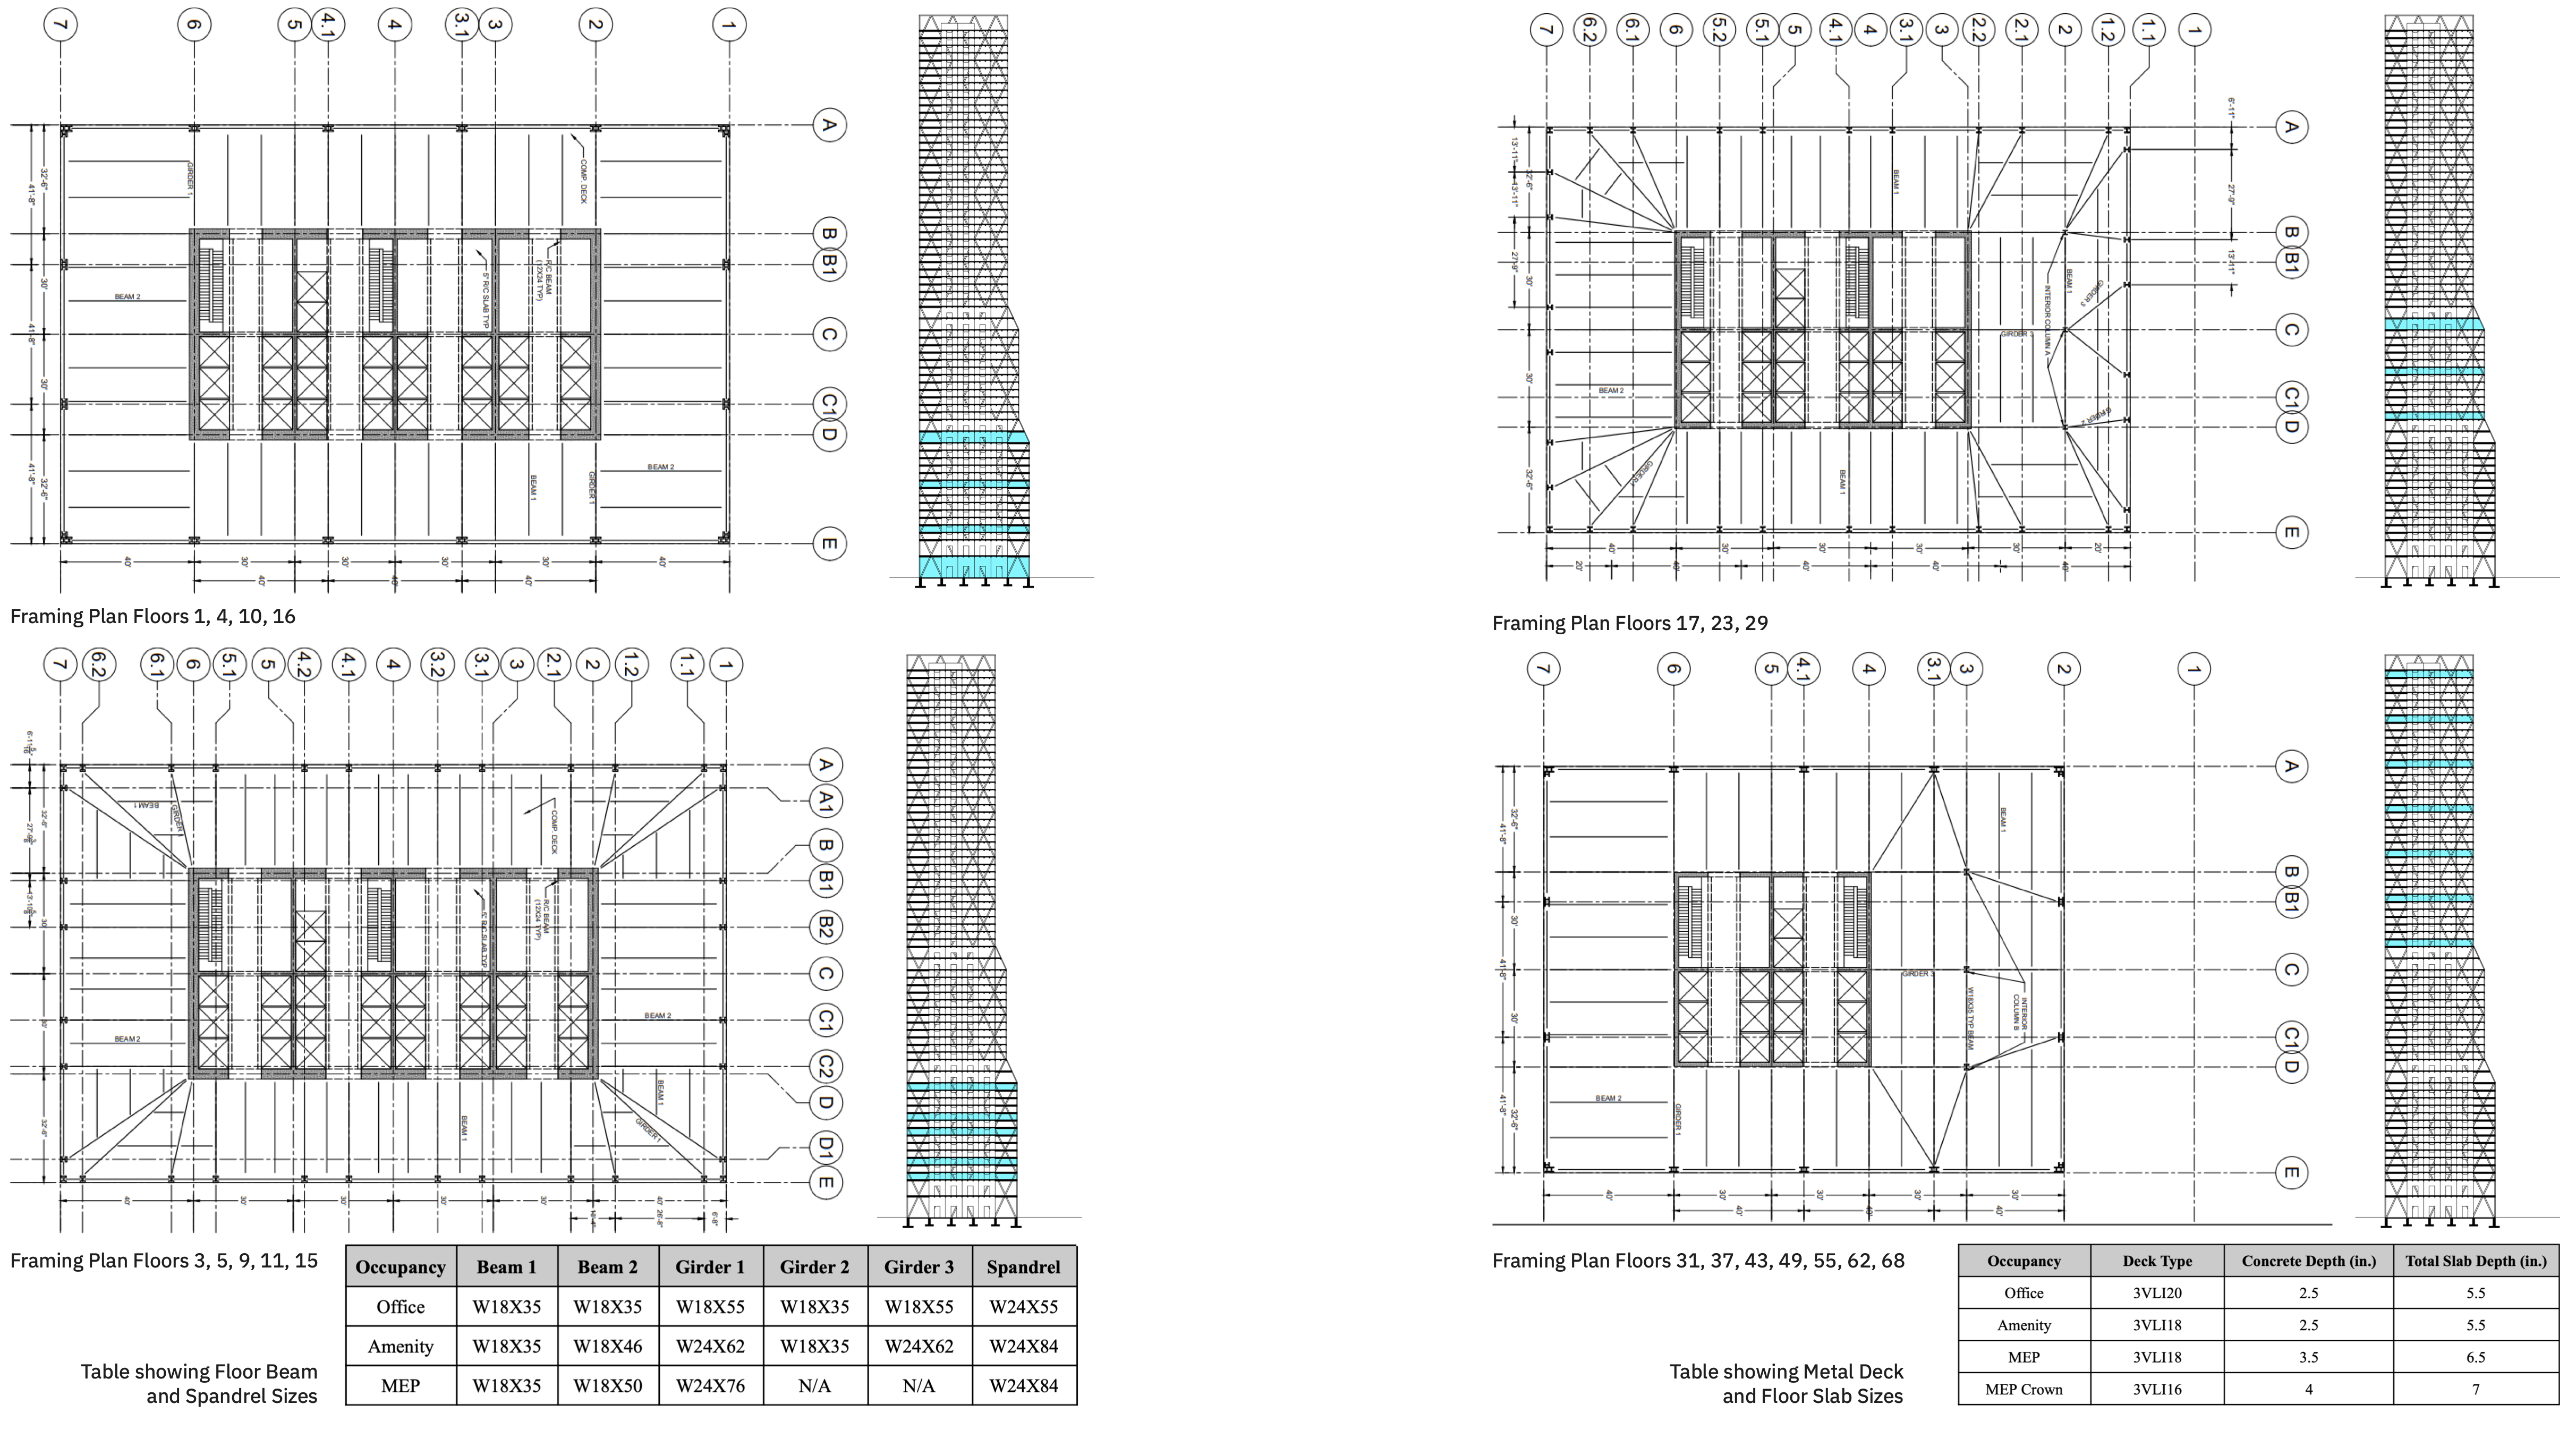 7 6 5 4.1 4 3.1 3 2 1
A
B
B1
C
C1
D
E
32'-6"
41'-8"
30'
41'-8"
30'
41'-8"
32'-6"
41'-8"
GIRDER 1
COMP. DECK
R/C BEAM
(12X24 TYP)
5" R/C SLAB TYP
BEAM 2
BEAM 2
BEAM 1
GIRDER 1
40' 30' 30' 30' 30' 40'
40' 40' 40'
Framing Plan Floors 1, 4, 10, 16
7 6.2 6.1 6 5.2 5.1 5 4.1 4 3.1 3 2.2 2.1 2 1.2 1.1 1
A
B
B1
C
C1
D
E
6'-11"
27'-9"
13'-11"
13'-11"
13'-11"
32'-6"
27'-9"
30'
30'
32'-6"
BEAM 1
BEAM 1
GIRDER 3
INTERIOR COLUMN A
GIRDER 3
BEAM 2
GIRDER 2
GIRDER 1
BEAM 1
40' 30' 30' 30' 30' 20'
20' 40' 40' 40' 40'
Framing Plan Floors 17, 23, 29
7 6.2 6.1 6 5.1 5 4.2 4.1 4 3.2 3.1 3 2.1 2 1.2 1.1 1
A
A1
B
B1
B2
C
C1
C2
D
D1
E
32'-6"
30'
30'
32'-6"
BEAM 1
GIRDER 1
COMP. DECK
R/C BEAM
(12X24 TYP)
5" R/C SLAB TYP
BEAM 2
BEAM 2
BEAM 1
BEAM 1
GIRDER 1
40' 30' 30' 30' 30' 40'
26'-8" 6'-8"
Framing Plan Floors 3, 5, 9, 11, 15
7 6 5 4.1 4 3.1 3 2 1
A
B
B1
C
C1
D
E
32'-6"
41'-8"
30'
41'-8"
30'
32'-6"
41'-8"
BEAM 1
GIRDER 3
W18X35 TYP BEAM
INTERIOR
COLUMN B
BEAM 2
GIRDER 1
40' 30' 30' 30' 30'
40' 40' 40'
Framing Plan Floors 31, 37, 43, 49, 55, 62, 68
Table showing Floor Beam
and Spandrel Sizes
Occupancy Beam 1 Beam 2 Girder 1 Girder 2 Girder 3 Spandrel
Office W18X35 W18X35 W18X55 W18X35 W18X55 W24X55
Amenity W18X35 W18X46 W24X62 W18X35 W24X62 W24X84
MEP W18X35 W18X50 W24X76 N/A N/A W24X84
Table showing Metal Deck
and Floor Slab Sizes
Occupancy Deck Type Concrete Depth (in.) Total Slab Depth (in.)
Office 3VLI20 2.5 5.5
Amenity 3VLI18 2.5 5.5
MEP 3VLI18 3.5 6.5
MEP Crown 3VLI16 4 7